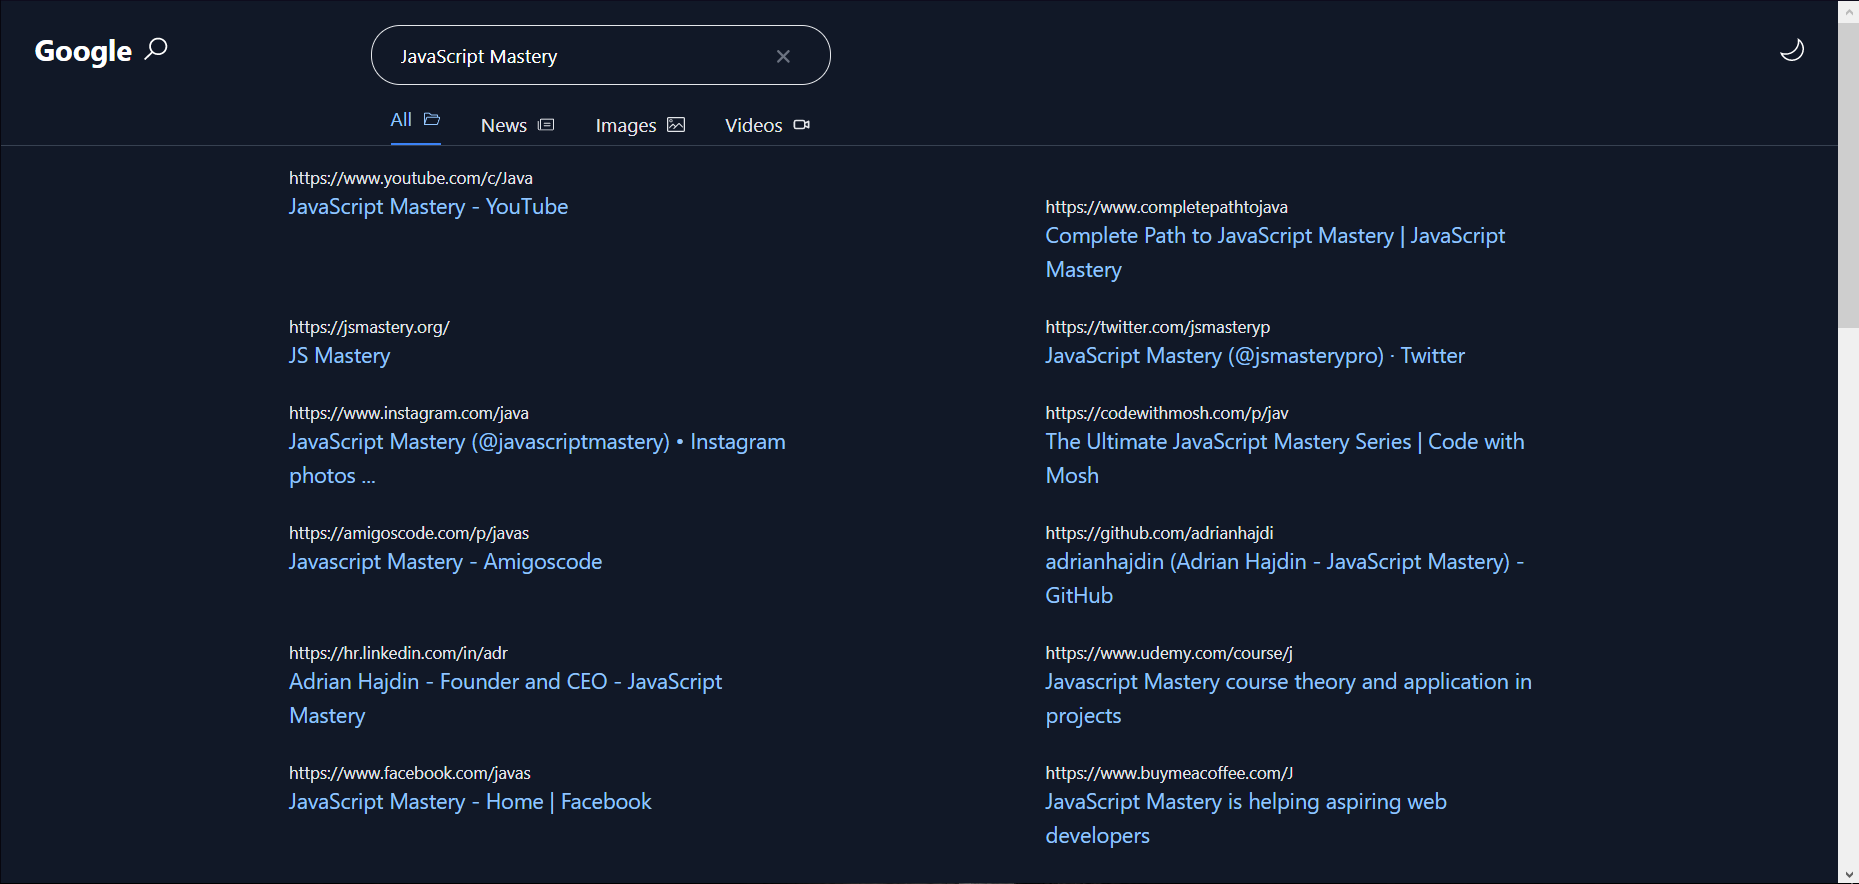 Google
JavaScript Mastery
All
News
Images
Videos
https://www.youtube.com/c/Java
JavaScript Mastery - YouTube
https://www.completepathtojava
Complete Path to JavaScript Mastery | JavaScript
Mastery
https://jsmastery.org/
JS Mastery
https://twitter.com/jsmasteryp
JavaScript Mastery (@jsmasterypro) · Twitter
https://www.instagram.com/java
JavaScript Mastery (@javascriptmastery) • Instagram
photos ...
https://codewithmosh.com/p/jav
The Ultimate JavaScript Mastery Series | Code with
Mosh
https://amigoscode.com/p/javas
Javascript Mastery - Amigoscode
https://github.com/adrianhajdi
adrianhajdin (Adrian Hajdin - JavaScript Mastery) -
GitHub
https://hr.linkedin.com/in/adr
Adrian Hajdin - Founder and CEO - JavaScript
Mastery
https://www.udemy.com/course/j
Javascript Mastery course theory and application in
projects
https://www.facebook.com/javas
JavaScript Mastery - Home | Facebook
https://www.buymeacoffee.com/J
JavaScript Mastery is helping aspiring web
developers